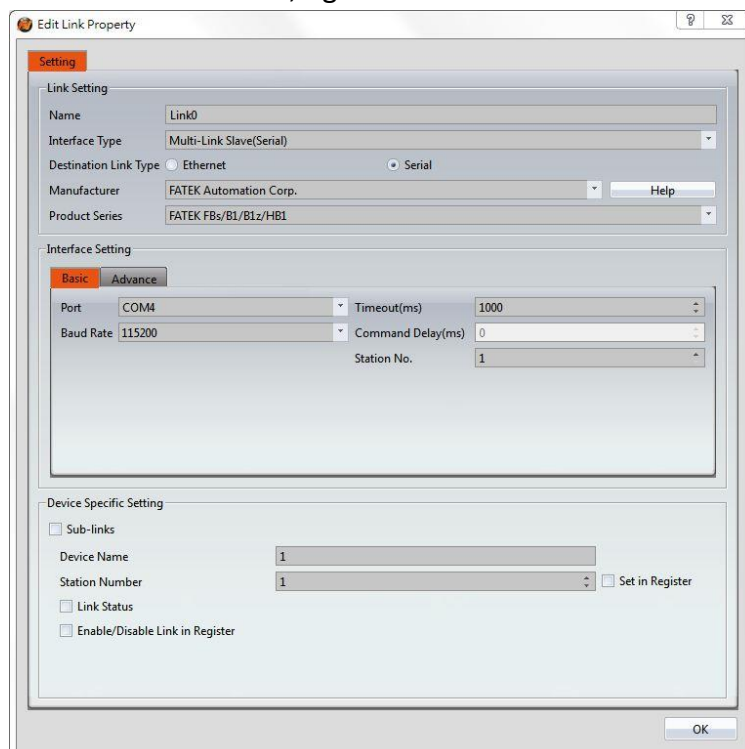 Edit Link Property
Setting
Link Setting
Name Link0
Interface Type Multi-Link Slave(Serial)
Destination Link Type Ethernet Serial
Manufacturer FATEK Automation Corp. Help
Product Series FATEK FBs/B1/B1z/HB1
Interface Setting
Basic Advance
Port COM4 Timeout(ms) 1000
Baud Rate 115200 Command Delay(ms) 0
Station No. 1
Device Specific Setting
Sub-links
Device Name 1
Station Number 1 Set in Register
Link Status
Enable/Disable Link in Register
OK